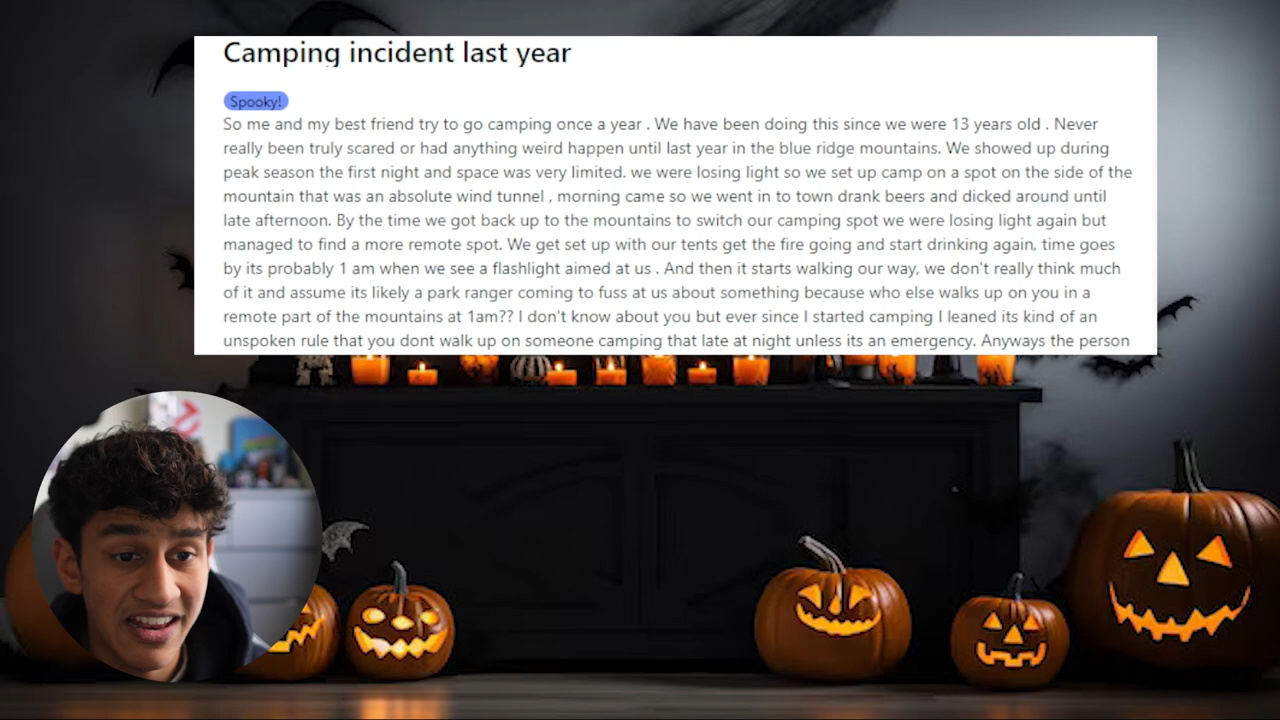 Camping incident last year
Spooky!
So me and my best friend try to go camping once a year . We have been doing this since we were 13 years old . Never
really been truly scared or had anything weird happen until last year in the blue ridge mountains. We showed up during
peak season the first night and space was very limited. we were losing light so we set up camp on a spot on the side of the
mountain that was an absolute wind tunnel , morning came so we went in to town drank beers and dicked around until
late afternoon. By the time we got back up to the mountains to switch our camping spot we were losing light again but
managed to find a more remote spot. We get set up with our tents get the fire going and start drinking again, time goes
by its probably 1 am when we see a flashlight aimed at us . And then it starts walking our way, we don't really think much
of it and assume its likely a park ranger coming to fuss at us about something because who else walks up on you in a
remote part of the mountains at 1am?? I don't know about you but ever since I started camping I leaned its kind of an
unspoken rule that you dont walk up on someone camping that late at night unless its an emergency. Anyways the person